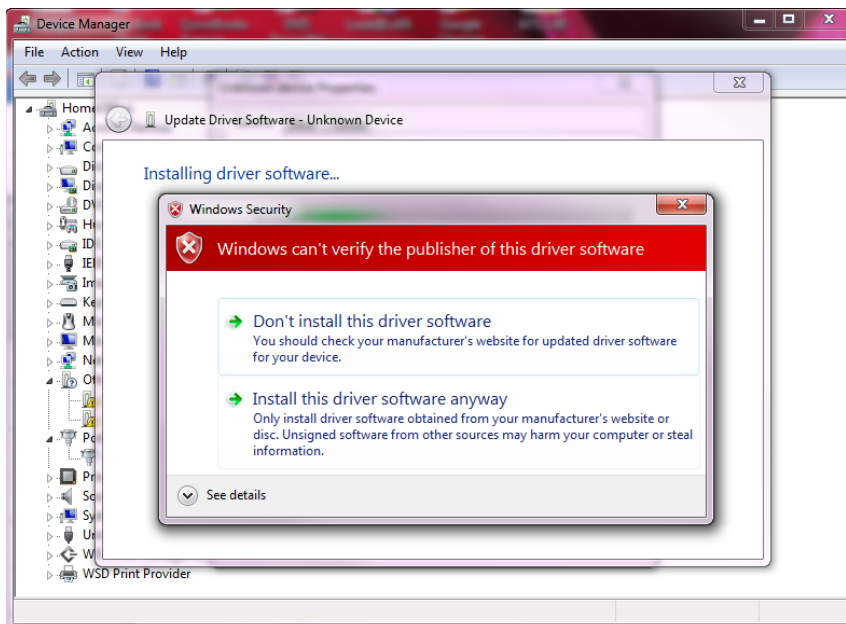 Device Manager
File Action View Help
Home
Update Driver Software - Unknown Device
Installing driver software...
Windows Security
Windows can't verify the publisher of this driver software
Don't install this driver software
You should check your manufacturer's website for updated driver software
for your device.
Install this driver software anyway
Only install driver software obtained from your manufacturer's website or
disc. Unsigned software from other sources may harm your computer or steal
information.
See details
WSD Print Provider